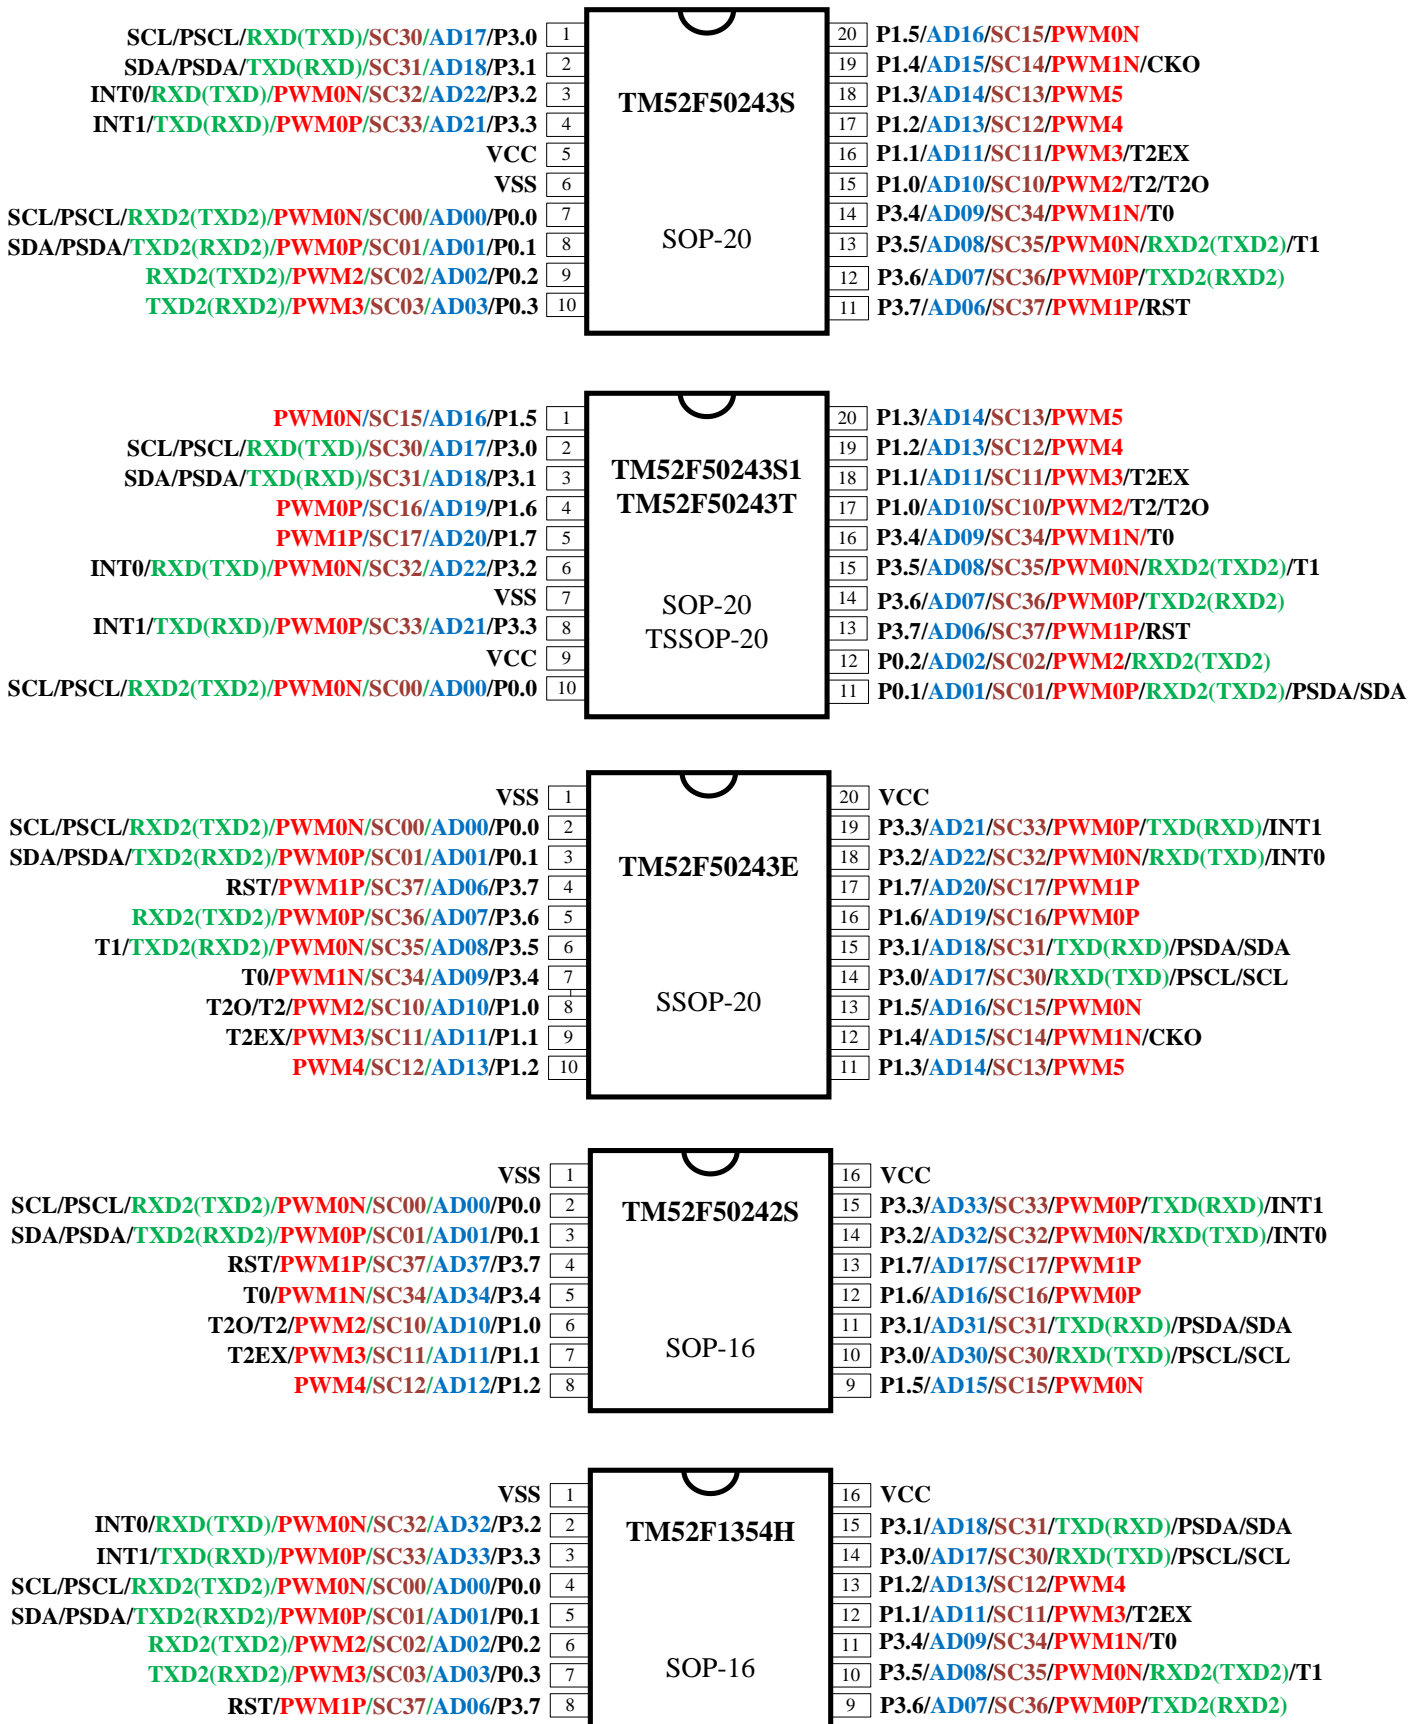 SCL/PSCL/RXD(TXD)/SC30/AD17/P3.0 1
SDA/PSDA/TXD(RXD)/SC31/AD18/P3.1 2
INT0/RXD(TXD)/PWM0N/SC32/AD22/P3.2 3
INT1/TXD(RXD)/PWM0P/SC33/AD21/P3.3 4
VCC 5
VSS 6
SCL/PSCL/RXD2(TXD2)/PWM0N/SC00/AD00/P0.0 7
SDA/PSDA/TXD2(RXD2)/PWM0P/SC01/AD01/P0.1 8
RXD2(TXD2)/PWM2/SC02/AD02/P0.2 9
TXD2(RXD2)/PWM3/SC03/AD03/P0.3 10
TM52F50243S
SOP-20
20 P1.5/AD16/SC15/PWM0N
19 P1.4/AD15/SC14/PWM1N/CKO
18 P1.3/AD14/SC13/PWM5
17 P1.2/AD13/SC12/PWM4
16 P1.1/AD11/SC11/PWM3/T2EX
15 P1.0/AD10/SC10/PWM2/T2/T2O
14 P3.4/AD09/SC34/PWM1N/T0
13 P3.5/AD08/SC35/PWM0N/RXD2(TXD2)/T1
12 P3.6/AD07/SC36/PWM0P/TXD2(RXD2)
11 P3.7/AD06/SC37/PWM1P/RST
PWM0N/SC15/AD16/P1.5 1
SCL/PSCL/RXD(TXD)/SC30/AD17/P3.0 2
SDA/PSDA/TXD(RXD)/SC31/AD18/P3.1 3
PWM0P/SC16/AD19/P1.6 4
PWM1P/SC17/AD20/P1.7 5
INT0/RXD(TXD)/PWM0N/SC32/AD22/P3.2 6
VSS 7
INT1/TXD(RXD)/PWM0P/SC33/AD21/P3.3 8
VCC 9
SCL/PSCL/RXD2(TXD2)/PWM0N/SC00/AD00/P0.0 10
TM52F50243S1
TM52F50243T
SOP-20
TSSOP-20
20 P1.3/AD14/SC13/PWM5
19 P1.2/AD13/SC12/PWM4
18 P1.1/AD11/SC11/PWM3/T2EX
17 P1.0/AD10/SC10/PWM2/T2/T2O
16 P3.4/AD09/SC34/PWM1N/T0
15 P3.5/AD08/SC35/PWM0N/RXD2(TXD2)/T1
14 P3.6/AD07/SC36/PWM0P/TXD2(RXD2)
13 P3.7/AD06/SC37/PWM1P/RST
12 P0.2/AD02/SC02/PWM2/RXD2(TXD2)
11 P0.1/AD01/SC01/PWM0P/RXD2(TXD2)/PSDA/SDA
VSS 1
SCL/PSCL/RXD2(TXD2)/PWM0N/SC00/AD00/P0.0 2
SDA/PSDA/TXD2(RXD2)/PWM0P/SC01/AD01/P0.1 3
RST/PWM1P/SC37/AD06/P3.7 4
RXD2(TXD2)/PWM0P/SC36/AD07/P3.6 5
T1/TXD2(RXD2)/PWM0N/SC35/AD08/P3.5 6
T0/PWM1N/SC34/AD09/P3.4 7
T2O/T2/PWM2/SC10/AD10/P1.0 8
T2EX/PWM3/SC11/AD11/P1.1 9
PWM4/SC12/AD13/P1.2 10
TM52F50243E
SSOP-20
20 VCC
19 P3.3/AD21/SC33/PWM0P/TXD(RXD)/INT1
18 P3.2/AD22/SC32/PWM0N/RXD(TXD)/INT0
17 P1.7/AD20/SC17/PWM1P
16 P1.6/AD19/SC16/PWM0P
15 P3.1/AD18/SC31/TXD(RXD)/PSDA/SDA
14 P3.0/AD17/SC30/RXD(TXD)/PSCL/SCL
13 P1.5/AD16/SC15/PWM0N
12 P1.4/AD15/SC14/PWM1N/CKO
11 P1.3/AD14/SC13/PWM5
VSS 1
SCL/PSCL/RXD2(TXD2)/PWM0N/SC00/AD00/P0.0 2
SDA/PSDA/TXD2(RXD2)/PWM0P/SC01/AD01/P0.1 3
RST/PWM1P/SC37/AD37/P3.7 4
T0/PWM1N/SC34/AD34/P3.4 5
T2O/T2/PWM2/SC10/AD10/P1.0 6
T2EX/PWM3/SC11/AD11/P1.1 7
PWM4/SC12/AD12/P1.2 8
TM52F50242S
SOP-16
16 VCC
15 P3.3/AD33/SC33/PWM0P/TXD(RXD)/INT1
14 P3.2/AD32/SC32/PWM0N/RXD(TXD)/INT0
13 P1.7/AD17/SC17/PWM1P
12 P1.6/AD16/SC16/PWM0P
11 P3.1/AD31/SC31/TXD(RXD)/PSDA/SDA
10 P3.0/AD30/SC30/RXD(TXD)/PSCL/SCL
9 P1.5/AD15/SC15/PWM0N
VSS 1
INT0/RXD(TXD)/PWM0N/SC32/AD32/P3.2 2
INT1/TXD(RXD)/PWM0P/SC33/AD33/P3.3 3
SCL/PSCL/RXD2(TXD2)/PWM0N/SC00/AD00/P0.0 4
SDA/PSDA/TXD2(RXD2)/PWM0P/SC01/AD01/P0.1 5
RXD2(TXD2)/PWM2/SC02/AD02/P0.2 6
TXD2(RXD2)/PWM3/SC03/AD03/P0.3 7
RST/PWM1P/SC37/AD06/P3.7 8
TM52F1354H
SOP-16
16 VCC
15 P3.1/AD18/SC31/TXD(RXD)/PSDA/SDA
14 P3.0/AD17/SC30/RXD(TXD)/PSCL/SCL
13 P1.2/AD13/SC12/PWM4
12 P1.1/AD11/SC11/PWM3/T2EX
11 P3.4/AD09/SC34/PWM1N/T0
10 P3.5/AD08/SC35/PWM0N/RXD2(TXD2)/T1
9 P3.6/AD07/SC36/PWM0P/TXD2(RXD2)